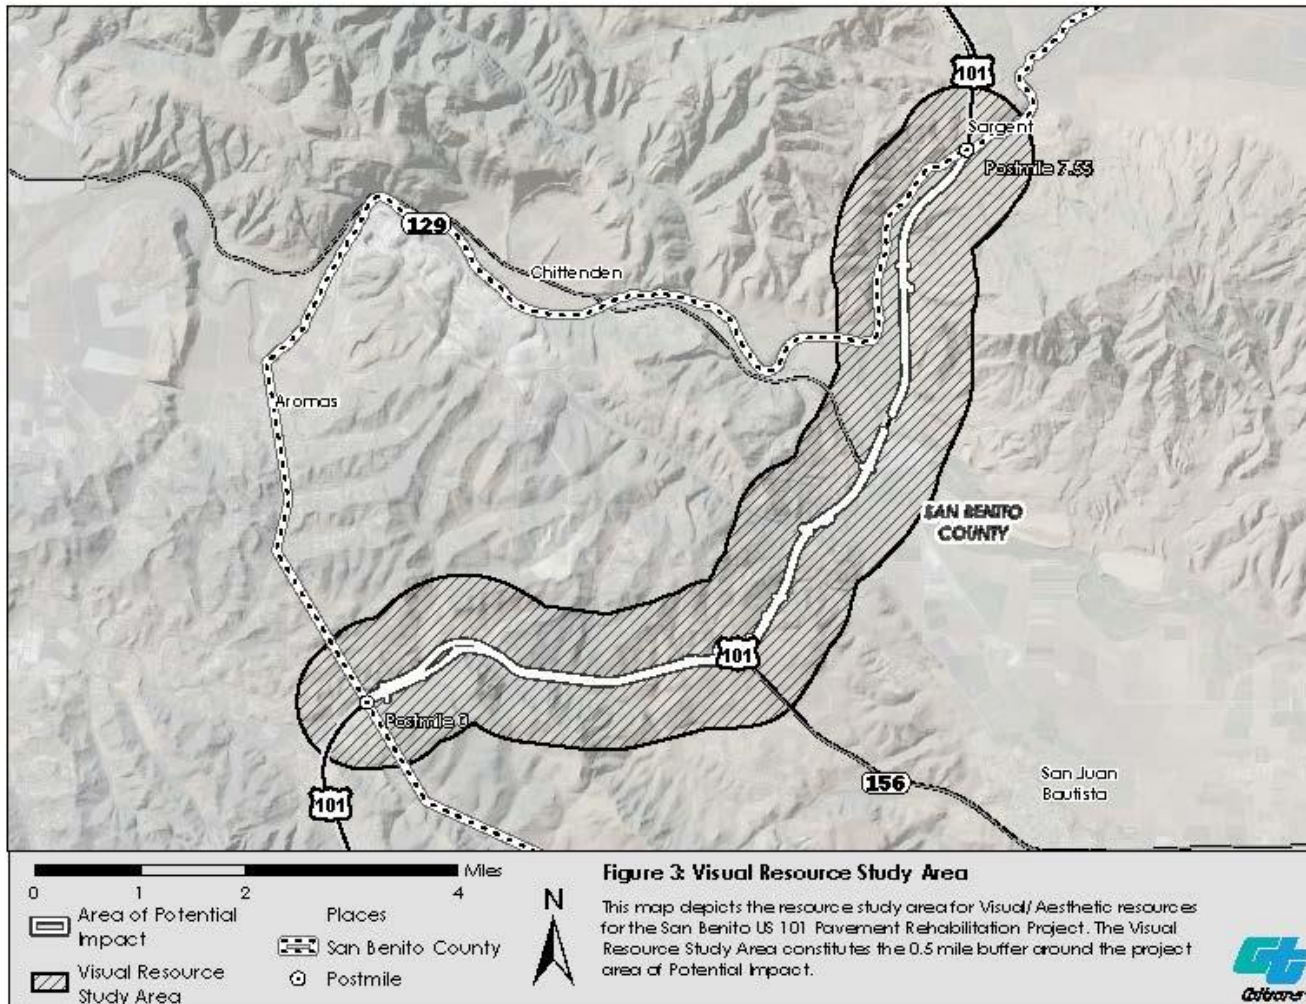 101
Sargent
Postmile 7.55
129
Chittenden
Aromas
SAN BENITO
COUNTY
101
Postmile 0
101
156
San Juan
Bautista
Miles
0 1 2 4
Area of Potential
Impact
Visual Resource
Study Area
Places
San Benito County
Postmile
N
Figure 3: Visual Resource Study Area
This map depicts the resource study area for Visual/Aesthetic resources
for the San Benito US 101 Pavement Rehabilitation Project. The Visual
Resource Study Area constitutes the 0.5 mile buffer around the project
area of Potential Impact.
Caltrans